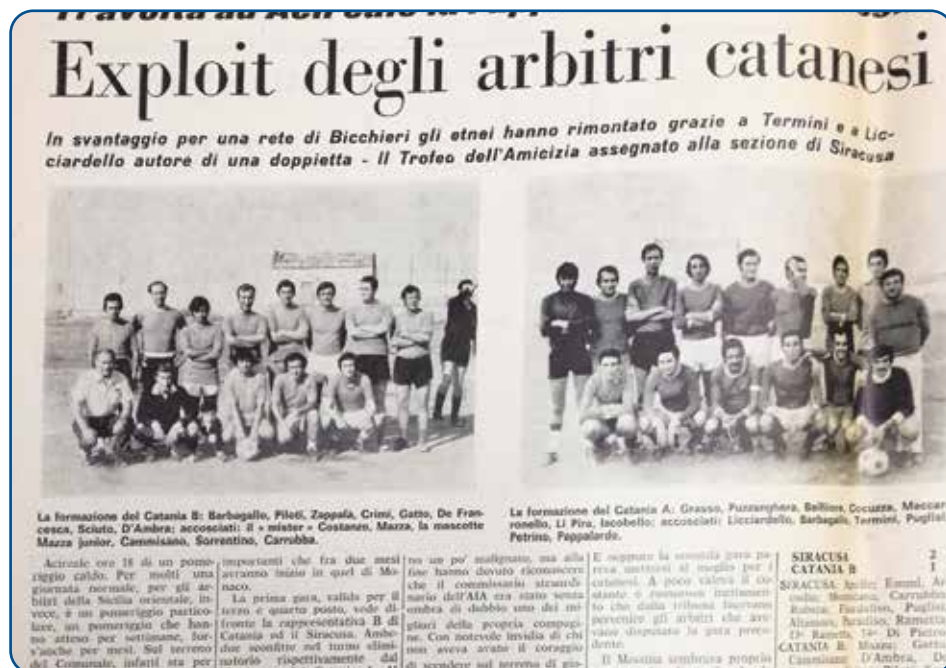 Exploit degli arbitri catanesi
In svantaggio per una rete di Bicchieri gli etnei hanno rimontato grazie a Termini e a Lic-
ciardello autore di una doppietta - Il Trofeo dell'Amicizia assegnato alla sezione di Siracusa
La formazione del Catania B: Barbagallo, Piloti, Zappalà, Crimi, Gatto, De Fran-
cesca, Sciuto, D'Ambra; accosciati: il « mister » Costanzo, Mazza, la mascotte
Mazza junior, Cammisano, Sorrentino, Carrubba.
La formazione del Catania A: Grasso, Puzzanghera, Bellion, Cocuzza, Maccar
ronello, Li Pira, Iacobello; accosciati: Licciardello, Barbagallo, Termini, Puglisi
Petrino, Pappalardo.
Acireale ore 18 di un pome-
riggio caldo. Per molti una
giornata normale, per gli ar-
bitri della Sicilia orientale, in-
vece, è un pomeriggio partico-
lare, un pomeriggio che han-
no atteso per settimane, for-
s'anche per mesi. Sul terreno
del Comunale, infatti sta per
importanti che fra due mesi
avranno inizio in quel di Mo-
naco.
La prima gara, valida per il
terzo e quarto posto, vede di
fronte la rappresentativa B di
Catania ed il Siracusa. Ambe-
due sconfitte nel turno elimi-
natorio rispettivamente dal
no un po' malignato, ma alla
fine hanno dovuto riconoscere
che il commissario straordi-
nario dell'AIA era stato senza
ombra di dubbio uno dei mi-
gliori della propria compagi-
ne. Con notevole invidia di chi
non aveva avuto il coraggio
di scendere sul terreno di gio-
E neppure la seconda gara pa-
reva mettersi al meglio per i
catanesi. A poco valeva il co-
stante e rumoroso incitamen-
to che dalla tribuna facevano
pervenire gli arbitri che ave-
vano disputato la gara prece-
dente.
Il Messina sembrava proprio
SIRACUSA 2
CATANIA B 1
SIRACUSA
Carrubba
Puglisi
Rametta
Di Pietro
CATANIA B: Mazza; Gatto
Cammisano, D'Ambra,